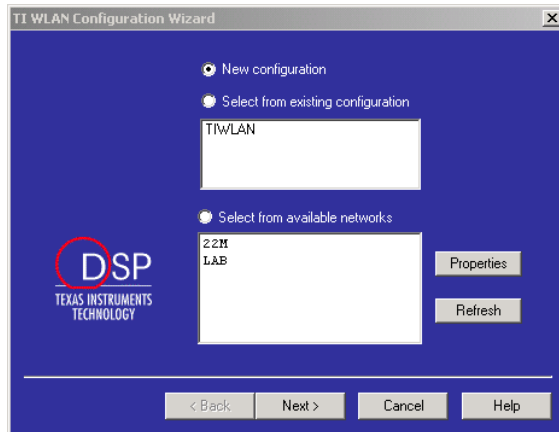 TI WLAN Configuration Wizard
New configuration
Select from existing configuration
TIWLAN
Select from available networks
22M
LAB
Properties
Refresh
DSP
TEXAS INSTRUMENTS
TECHNOLOGY
< Back
Next >
Cancel
Help